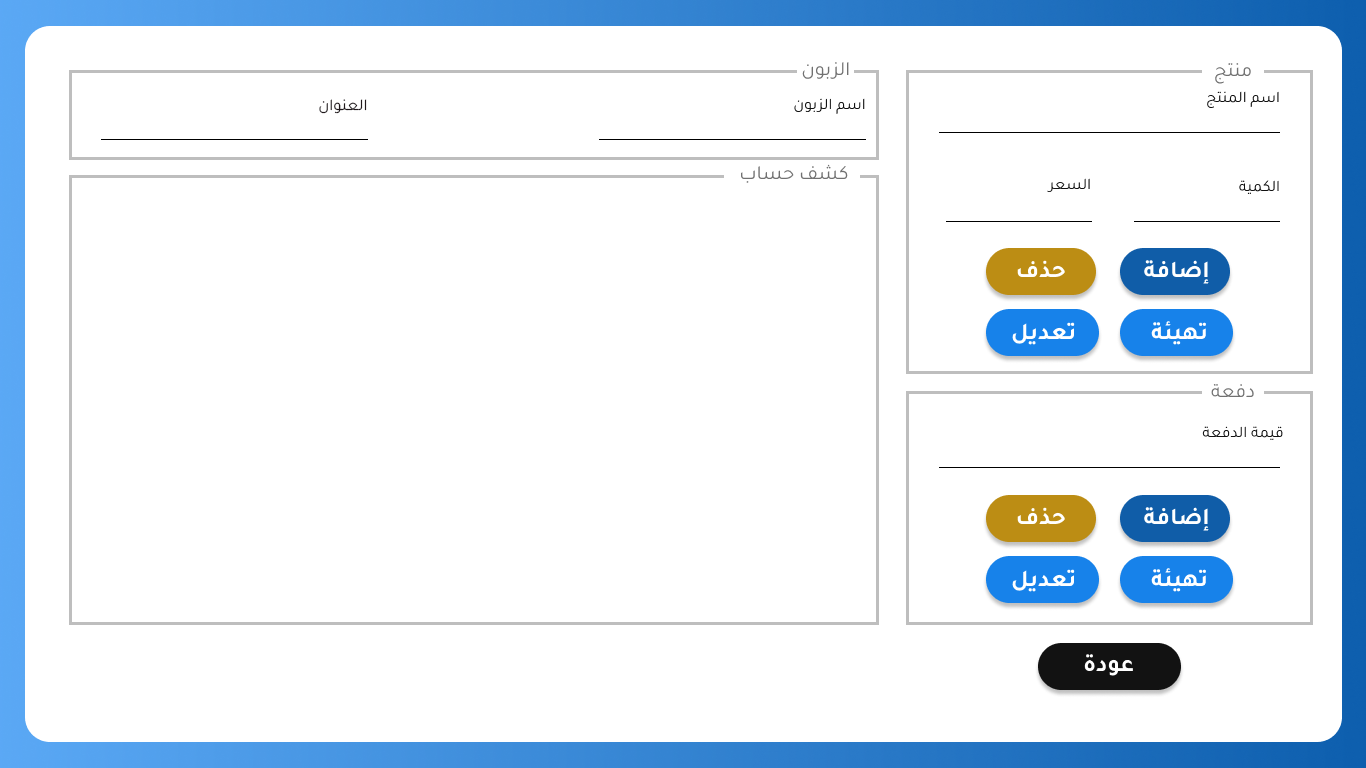 منتج
اسم المنتج
الكمية
السعر
إضافة
حذف
تهيئة
تعديل
دفعة
قيمة الدفعة
إضافة
حذف
تهيئة
تعديل
عودة
الزبون
اسم الزبون
العنوان
كشف حساب